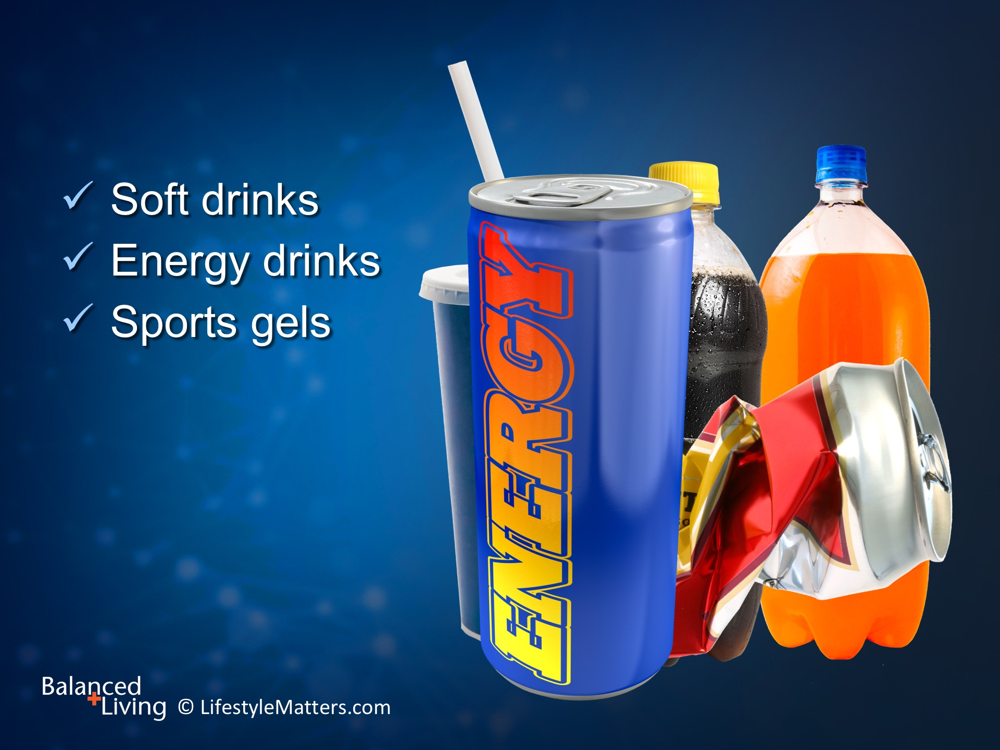 ✓ Soft drinks
✓ Energy drinks
✓ Sports gels
ENERGY
Balanced
Living © LifestyleMatters.com